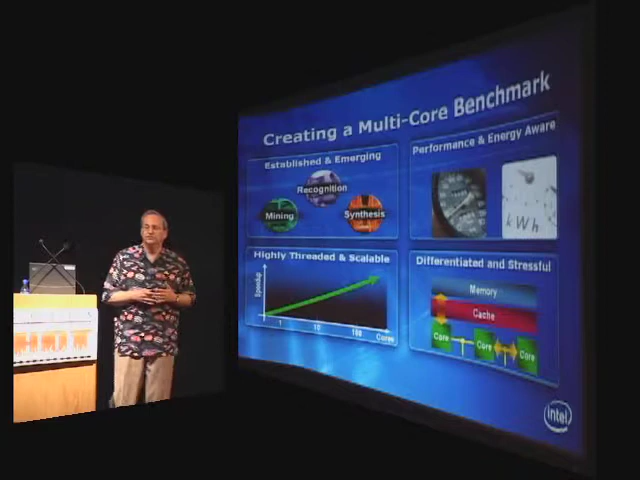 Creating a Multi-Core Benchmark
Established & Emerging
Recognition
Mining
Synthesis
Performance & Energy Aware
kWh
Highly Threaded & Scalable
Speedup
1 10 100 Cores
Differentiated and Stressful
Memory
Cache
Core Core Core
intel